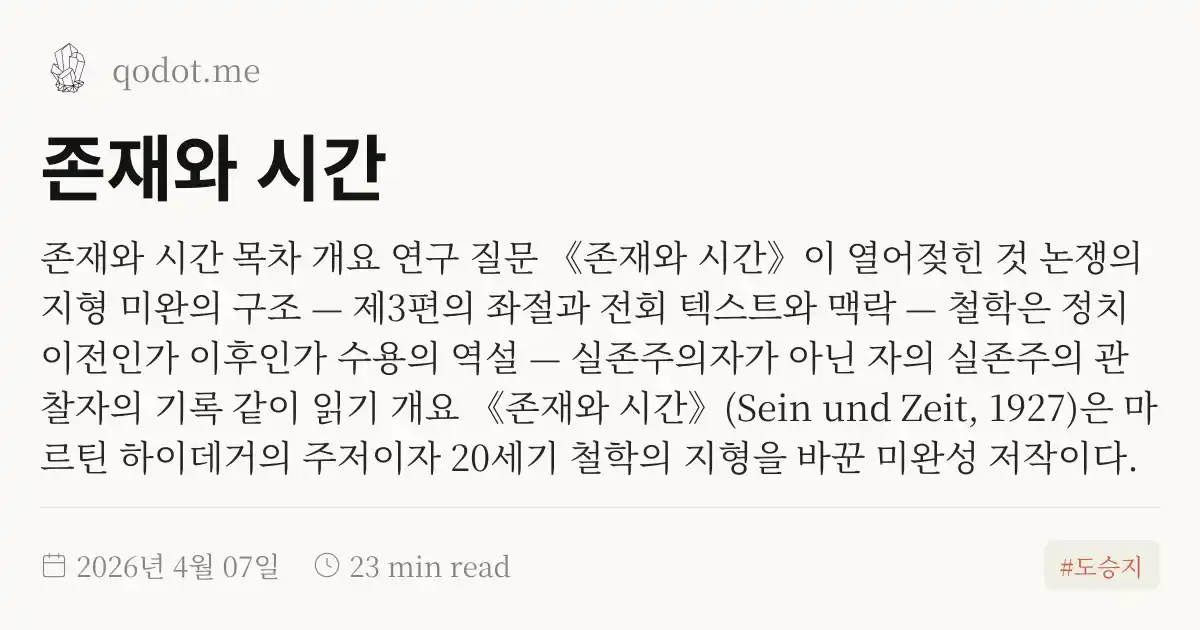 qodot.me
존재와 시간
존재와 시간 목차 개요 연구 질문 《존재와 시간》이 열어젖힌 것 논쟁의
지형 미완의 구조 — 제3편의 좌절과 전회 텍스트와 맥락 — 철학은 정치
이전인가 이후인가 수용의 역설 — 실존주의자가 아닌 자의 실존주의 관
찰자의 기록 같이 읽기 개요 《존재와 시간》(Sein und Zeit, 1927)은 마
르틴 하이데거의 주저이자 20세기 철학의 지형을 바꾼 미완성 저작이다.
2026년 4월 07일 23 min read
#도승지